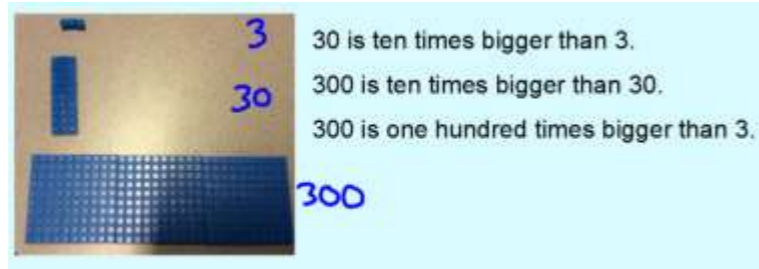 3
30 is ten times bigger than 3.
30
300 is ten times bigger than 30.
300 is one hundred times bigger than 3.
300